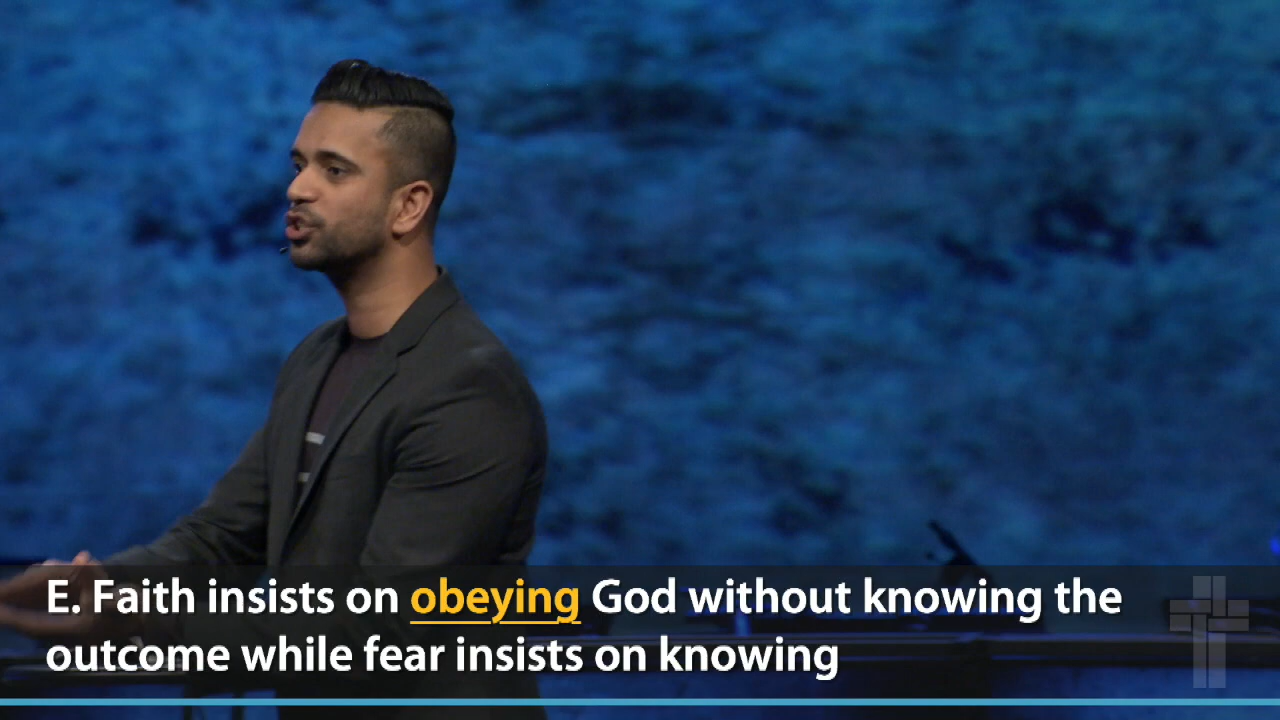 E. Faith insists on obeying God without knowing the
outcome while fear insists on knowing